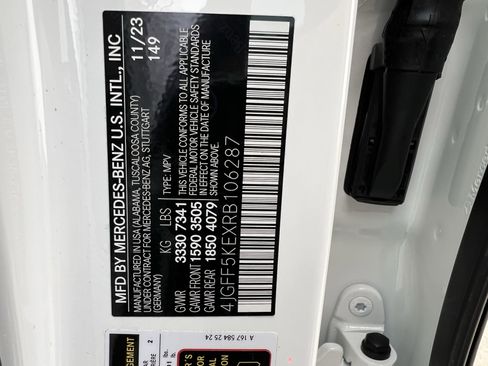 MFD BY MERCEDES-BENZ U.S. INTL., INC
MANUFACTURED IN USA (ALABAMA, TUSCALOOSA COUNTY)
UNDER CONTRACT FOR MERCEDES-BENZ AG, STUTTGART
(GERMANY)
11/23
149
KG LBS TYPE: MPV
GVWR 3330 7341
GAWR FRONT 1590 3505
GAWR REAR 1850 4079
THIS VEHICLE CONFORMS TO ALL APPLICABLE
FEDERAL MOTOR VEHICLE SAFETY STANDARDS
IN EFFECT ON THE DATE OF MANUFACTURE
SHOWN ABOVE.
4JGFF5KEXRB106287
A 167 584 25 24
2